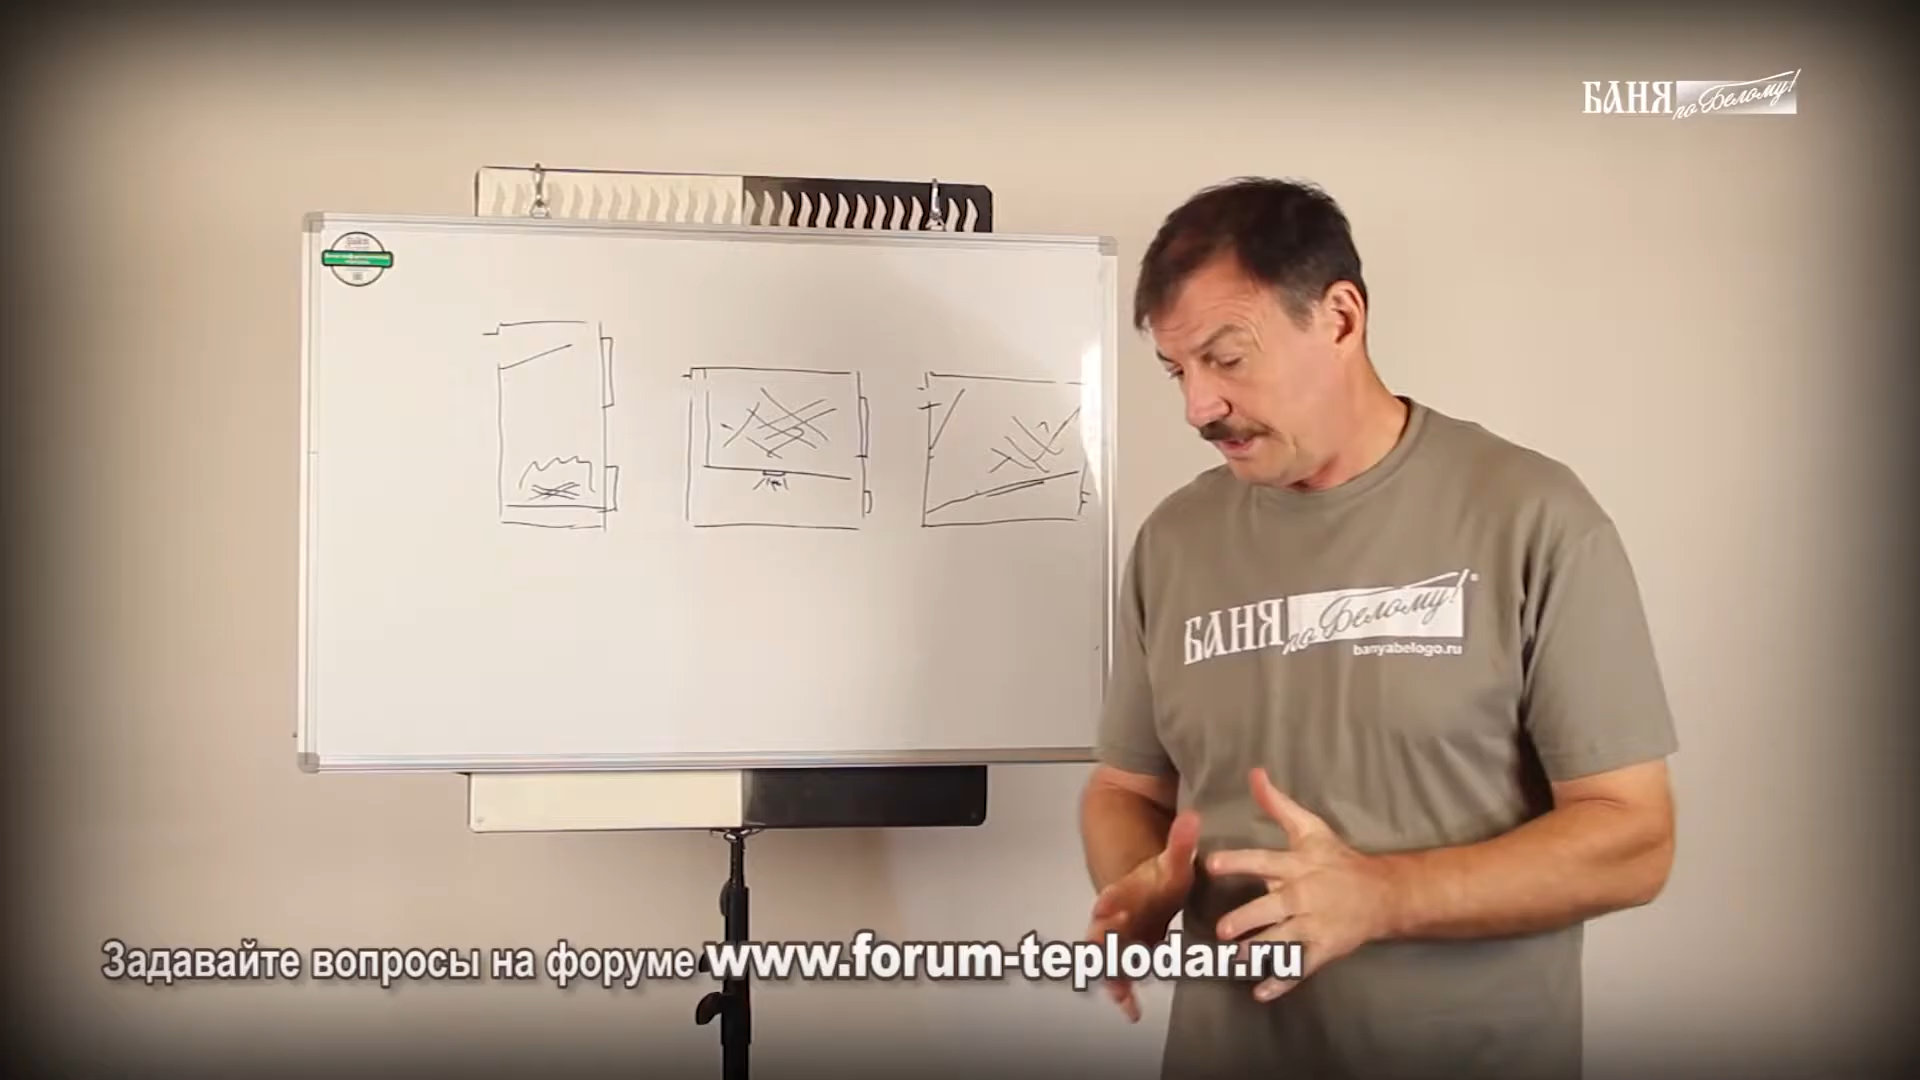 БАНЯ по Белому!
БАНЯ по Белому!
banyabelogo.ru
Задавайте вопросы на форуме www.forum-teplodar.ru